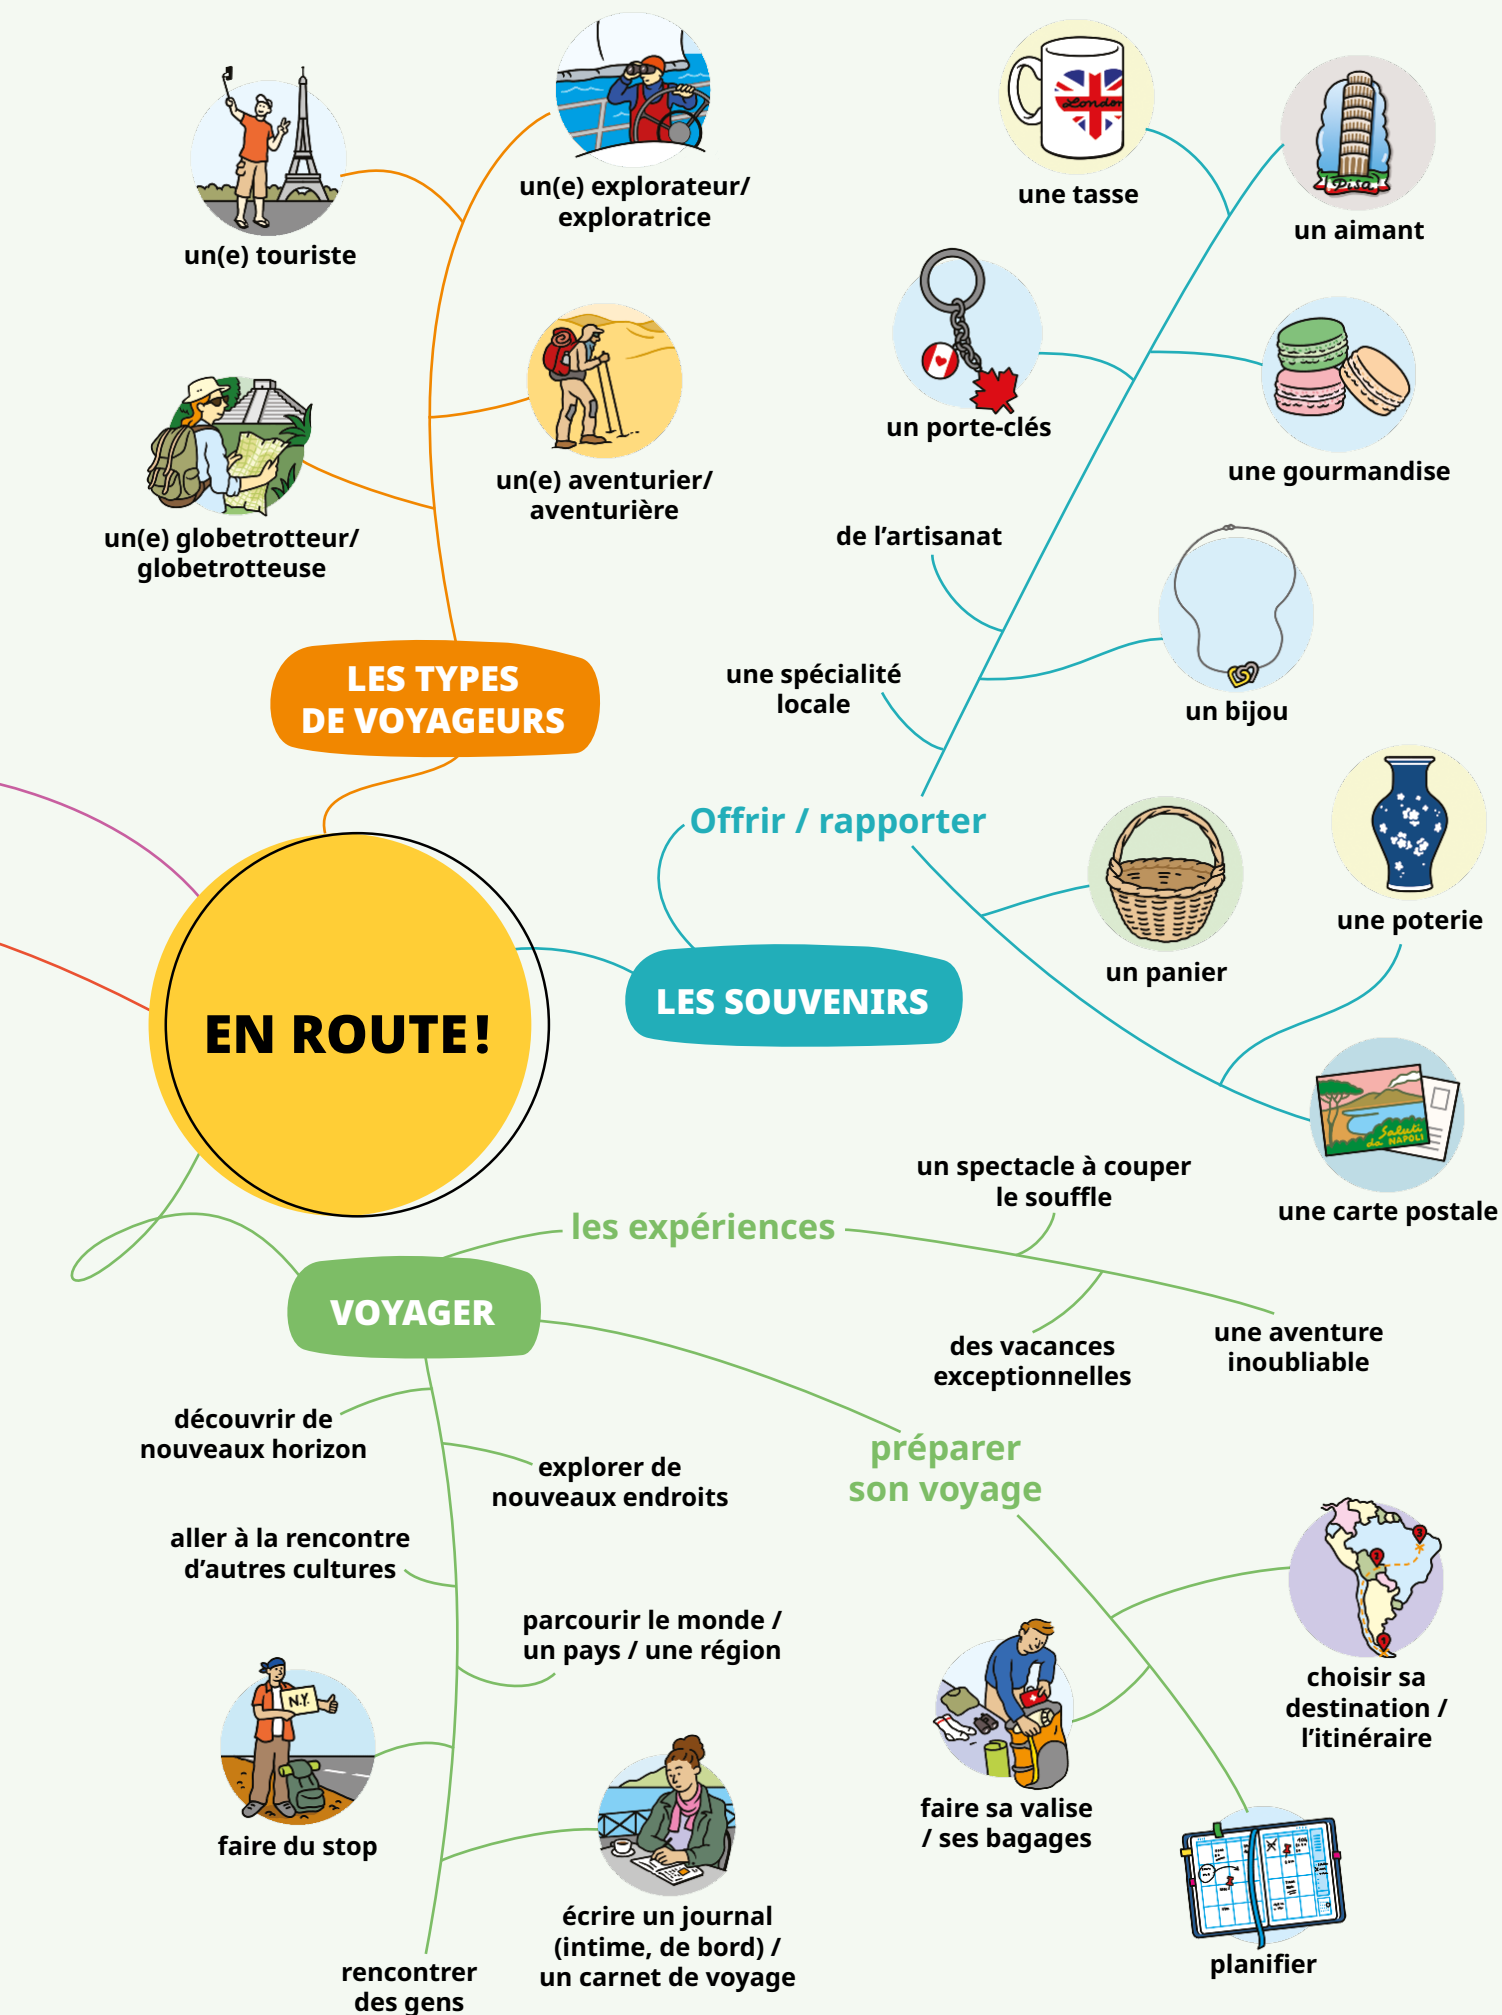 un(e) touriste
un(e) explorateur/
exploratrice
un(e) globetrotteur/
globetrotteuse
un(e) aventurier/
aventurière
LES TYPES
DE VOYAGEURS
London
une tasse
Pisa
un aimant
un porte-clés
une gourmandise
de l’artisanat
une spécialité
locale
un bijou
Offrir / rapporter
un panier
une poterie
LES SOUVENIRS
EN ROUTE !
Saluti
da NAPOLI
une carte postale
les expériences
un spectacle à couper
le souffle
des vacances
exceptionnelles
une aventure
inoubliable
VOYAGER
découvrir de
nouveaux horizon
explorer de
nouveaux endroits
aller à la rencontre
d’autres cultures
parcourir le monde /
un pays / une région
N.Y.
faire du stop
écrire un journal
(intime, de bord) /
un carnet de voyage
rencontrer
des gens
préparer
son voyage
choisir sa
destination /
l’itinéraire
faire sa valise
/ ses bagages
planifier